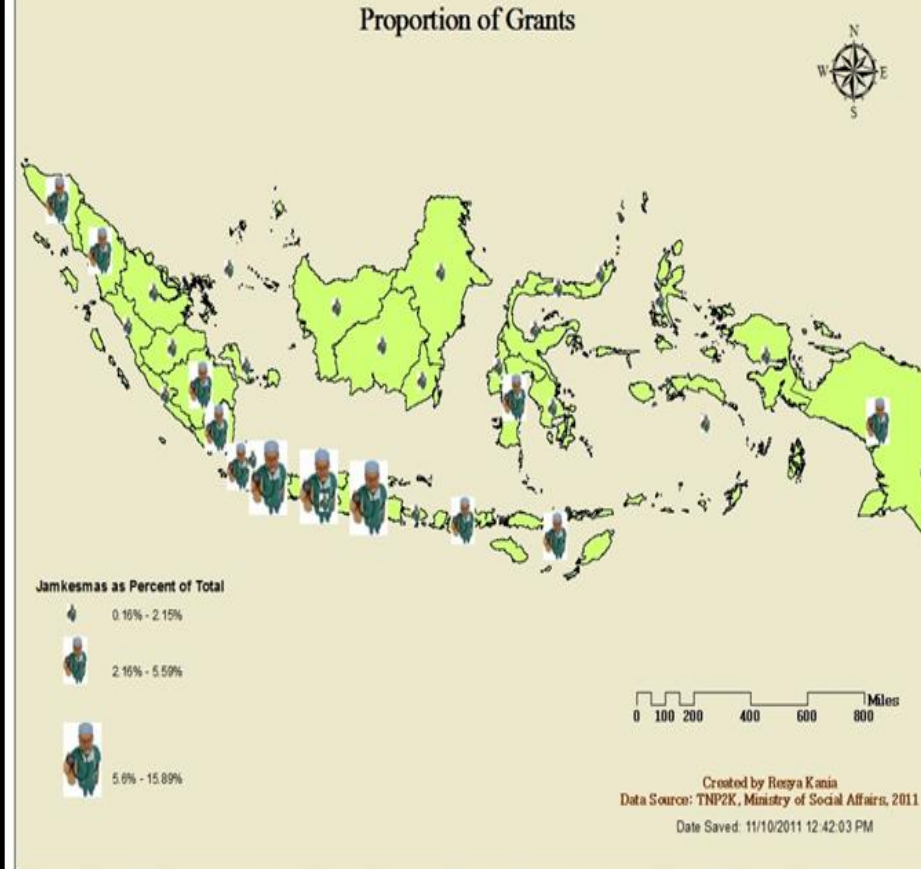 Proportion of Grants
N
W E
S
Jamkesmas as Percent of Total
0.16% - 2.15%
2.16% - 5.59%
5.6% - 15.89%
Miles
0 100 200 400 600 800
Created by Resya Kania
Data Source: TNP2K, Ministry of Social Affairs, 2011
Date Saved: 11/10/2011 12:42:03 PM